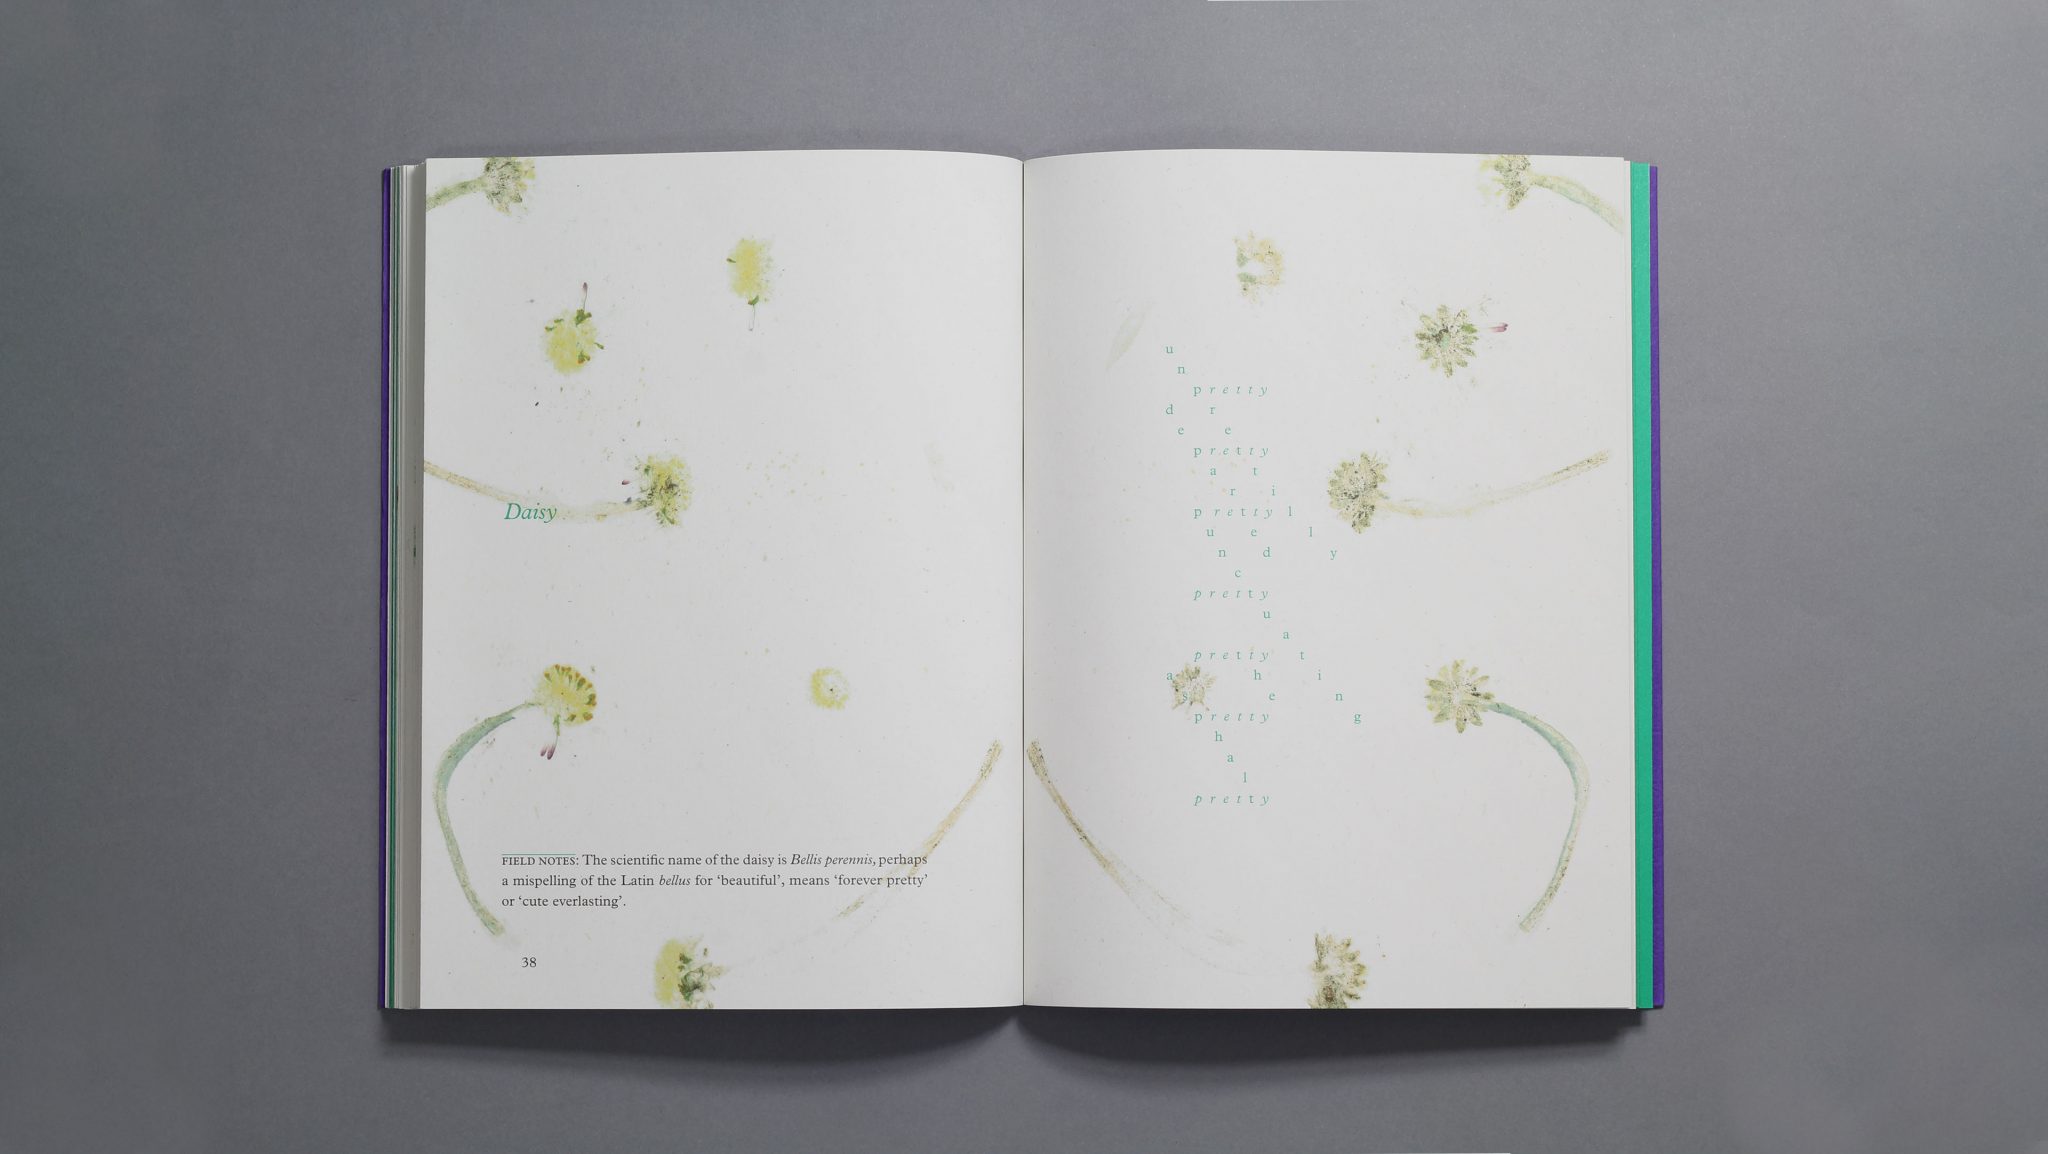 Daisy
FIELD NOTES: The scientific name of the daisy is Bellis perennis, perhaps
a mispelling of the Latin bellus for ‘beautiful’, means ‘forever pretty’
or ‘cute everlasting’.
38
u
n
pretty
d r
e e
pretty
a t
r i
prettyl
u e l
n d y
c
pretty
u
a
pretty t
a h i
s e n
pretty g
h
a
l
pretty